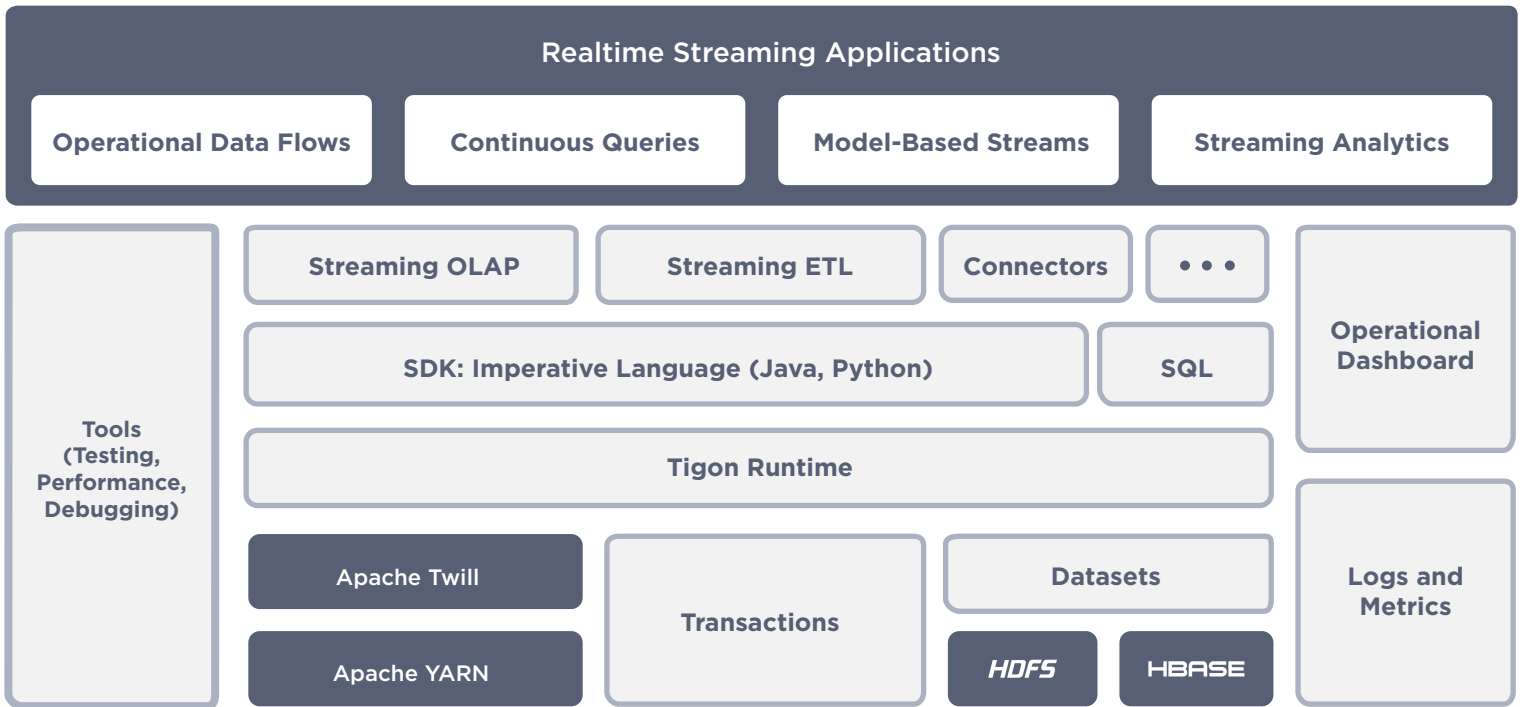 Realtime Streaming Applications
Operational Data Flows
Continuous Queries
Model-Based Streams
Streaming Analytics
Tools
(Testing,
Performance,
Debugging)
Streaming OLAP
Streaming ETL
Connectors
•••
SDK: Imperative Language (Java, Python)
SQL
Tigon Runtime
Apache Twill
Apache YARN
Transactions
Datasets
HDFS
HBASE
Operational
Dashboard
Logs and
Metrics